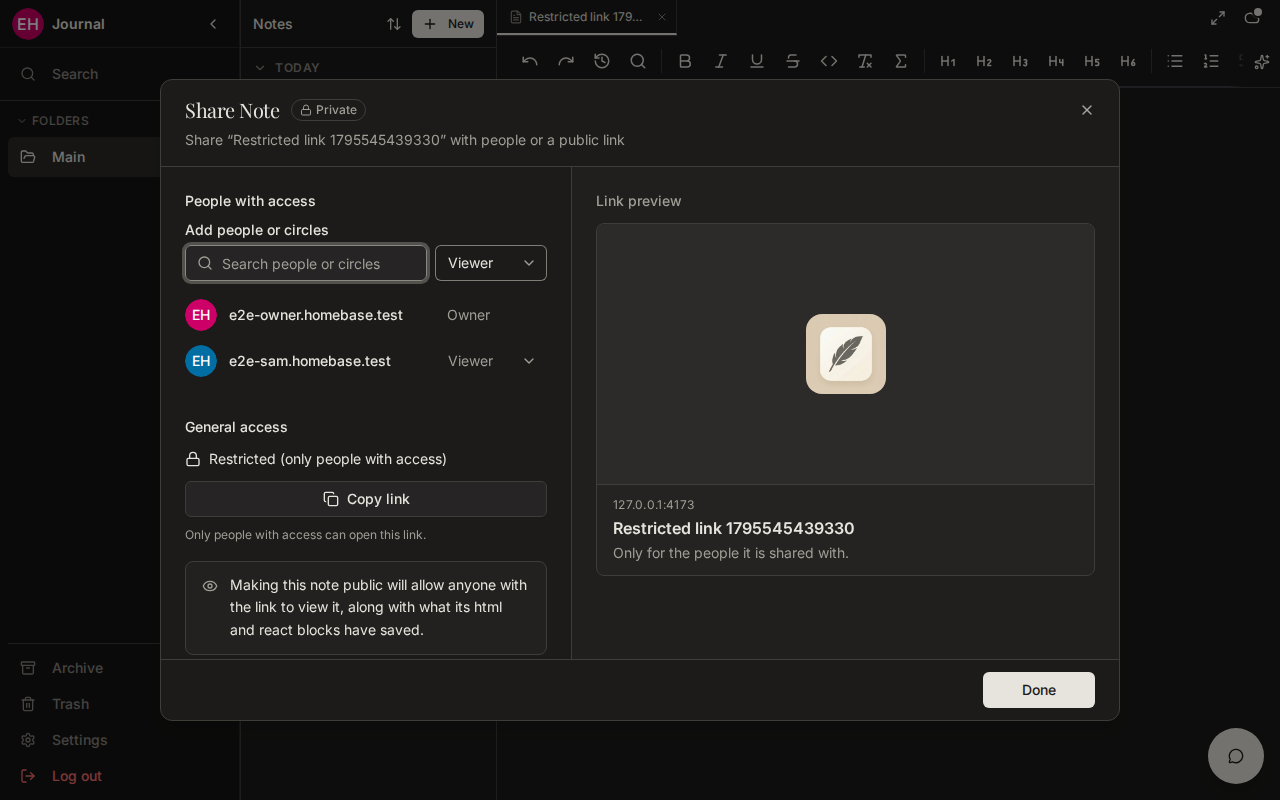 EH Journal
Notes
New
Restricted link 179...
Search
TODAY
H1 H2 H3 H4 H5 H6
FOLDERS
Main
Share Note
Private
Share “Restricted link 1795545439330” with people or a public link
People with access
Add people or circles
Search people or circles
Viewer
EH e2e-owner.homebase.test Owner
EH e2e-sam.homebase.test Viewer
General access
Restricted (only people with access)
Copy link
Only people with access can open this link.
Making this note public will allow anyone with
the link to view it, along with what its html
and react blocks have saved.
Link preview
127.0.0.1:4173
Restricted link 1795545439330
Only for the people it is shared with.
Done
Archive
Trash
Settings
Log out